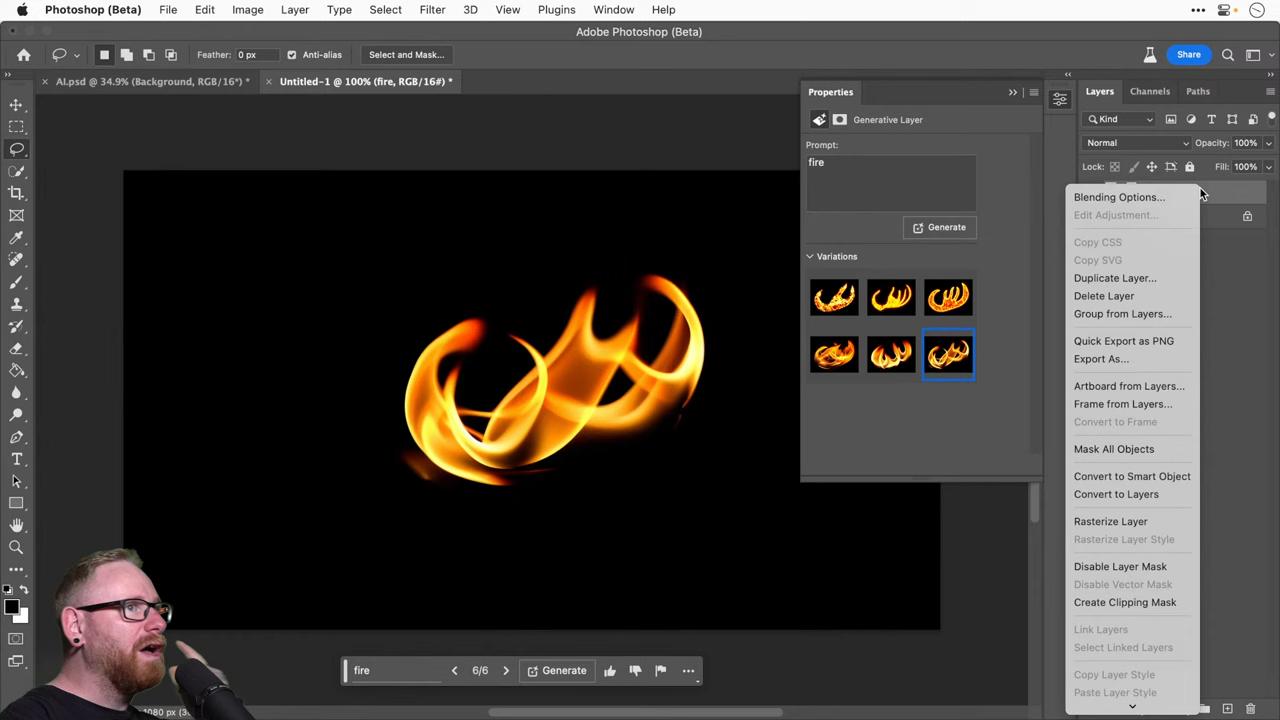 Photoshop (Beta) File Edit Image Layer Type Select Filter 3D View Plugins Window Help
Adobe Photoshop (Beta)
Feather: 0 px Anti-alias Select and Mask... Share
AI.psd @ 34.9% (Background, RGB/16*) * Untitled-1 @ 100% (fire, RGB/16#) *
Properties
Generative Layer
Prompt:
fire
Generate
Variations
Layers Channels Paths
Kind
Normal Opacity: 100%
Lock: Fill: 100%
Blending Options...
Edit Adjustment...
Copy CSS
Copy SVG
Duplicate Layer...
Delete Layer
Group from Layers...
Quick Export as PNG
Export As...
Artboard from Layers...
Frame from Layers...
Convert to Frame
Mask All Objects
Convert to Smart Object
Convert to Layers
Rasterize Layer
Rasterize Layer Style
Disable Layer Mask
Disable Vector Mask
Create Clipping Mask
Link Layers
Select Linked Layers
Copy Layer Style
Paste Layer Style
fire 6/6 Generate